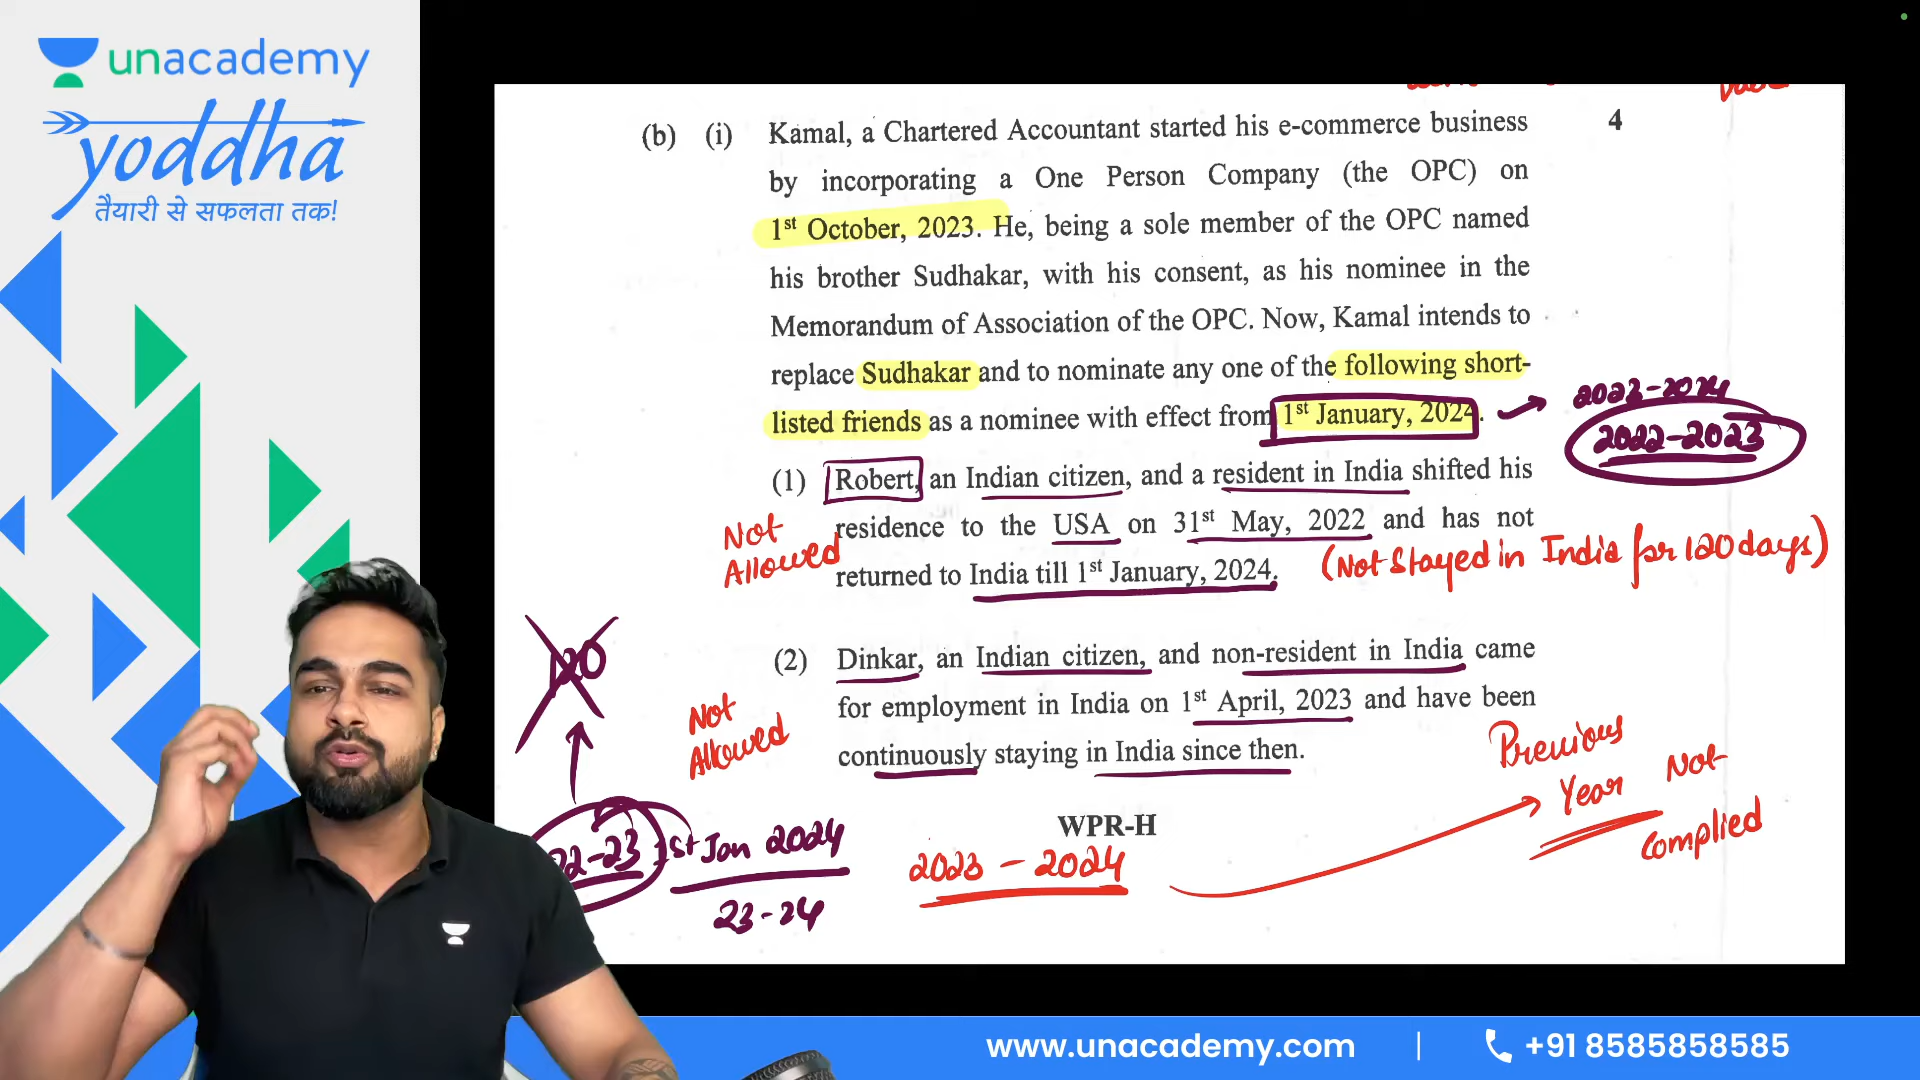 unacademy
yoddha
तैयारी से सफलता तक!
(b) (i) Kamal, a Chartered Accountant started his e-commerce business 4
by incorporating a One Person Company (the OPC) on
1st October, 2023. He, being a sole member of the OPC named
his brother Sudhakar, with his consent, as his nominee in the
Memorandum of Association of the OPC. Now, Kamal intends to
replace Sudhakar and to nominate any one of the following short-
listed friends as a nominee with effect from 1st January, 2024.
2023-2024
2022-2023
(1) Robert, an Indian citizen, and a resident in India shifted his
residence to the USA on 31st May, 2022 and has not
returned to India till 1st January, 2024.
Not
Allowed
(Not Stayed in India for 120 days)
120
(2) Dinkar, an Indian citizen, and non-resident in India came
for employment in India on 1st April, 2023 and have been
continuously staying in India since then.
Not
Allowed
Previous
Year Not
Complied
WPR-H
22-23 1st Jan 2024
23-24
2023 - 2024
www.unacademy.com | +91 8585858585